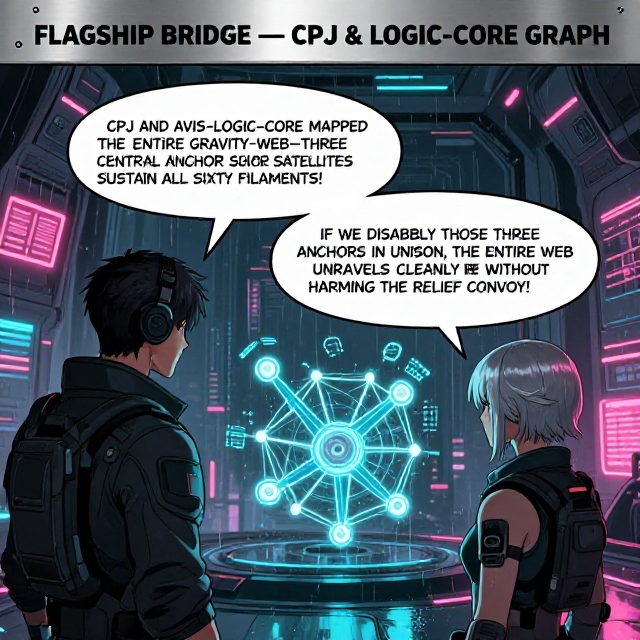 FLAGSHIP BRIDGE — CPJ & LOGIC-CORE GRAPH
CPJ AND AVIS-LOGIC-CORE MAPPED
THE ENTIRE GRAVITY-WEB—THREE
CENTRAL ANCHOR SATELLITES
SUSTAIN ALL SIXTY FILAMENTS!
IF WE DISABBLY THOSE THREE
ANCHORS IN UNISON, THE ENTIRE WEB
UNRAVELS CLEANLY WITHOUT
HARMING THE RELIEF CONVOY!